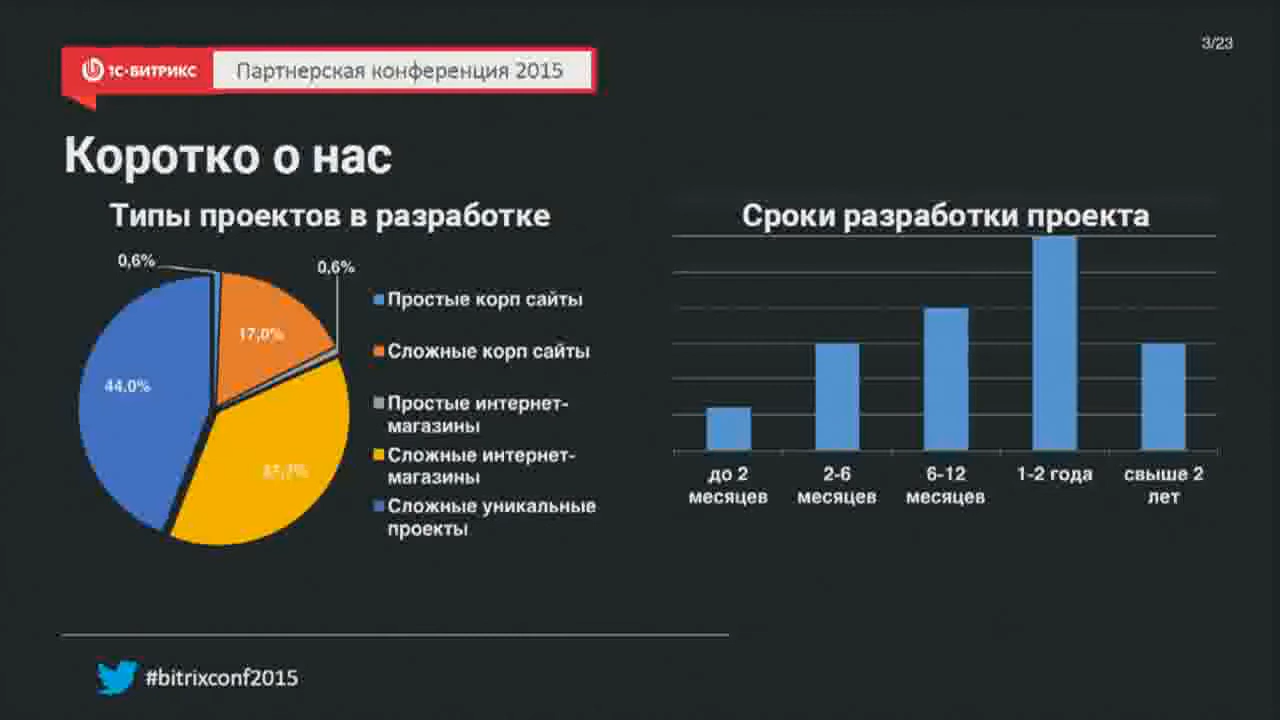 3/23
1С-БИТРИКС Партнерская конференция 2015
Коротко о нас
Типы проектов в разработке
0,6%
0,6%
17,0%
44,0%
Простые корп сайты
Сложные корп сайты
Простые интернет-
магазины
Сложные интернет-
магазины
Сложные уникальные
проекты
Сроки разработки проекта
до 2
месяцев
2-6
месяцев
6-12
месяцев
1-2 года
свыше 2
лет
#bitrixconf2015